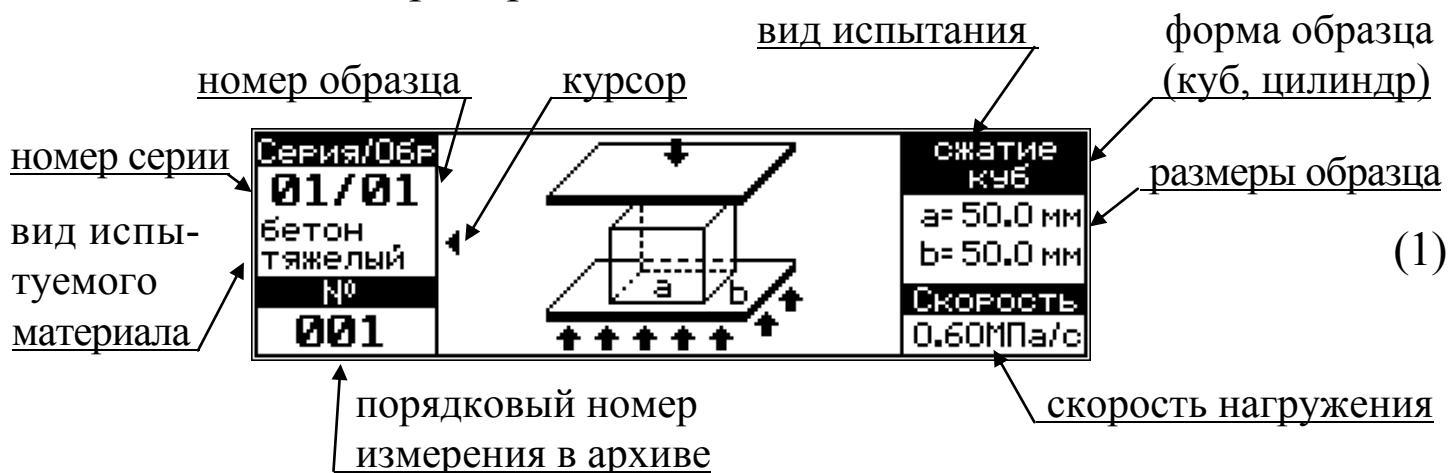 вид испытания
форма образца
(куб, цилиндр)
номер образца
курсор
номер серии
размеры образца
вид испы-
туемого
материала
Серия/Обр
01/01
бетон
тяжелый
№
001
a
b
сжатие
куб
a= 50.0 мм
b= 50.0 мм
Скорость
0.60МПа/с
(1)
порядковый номер
измерения в архиве
скорость нагружения